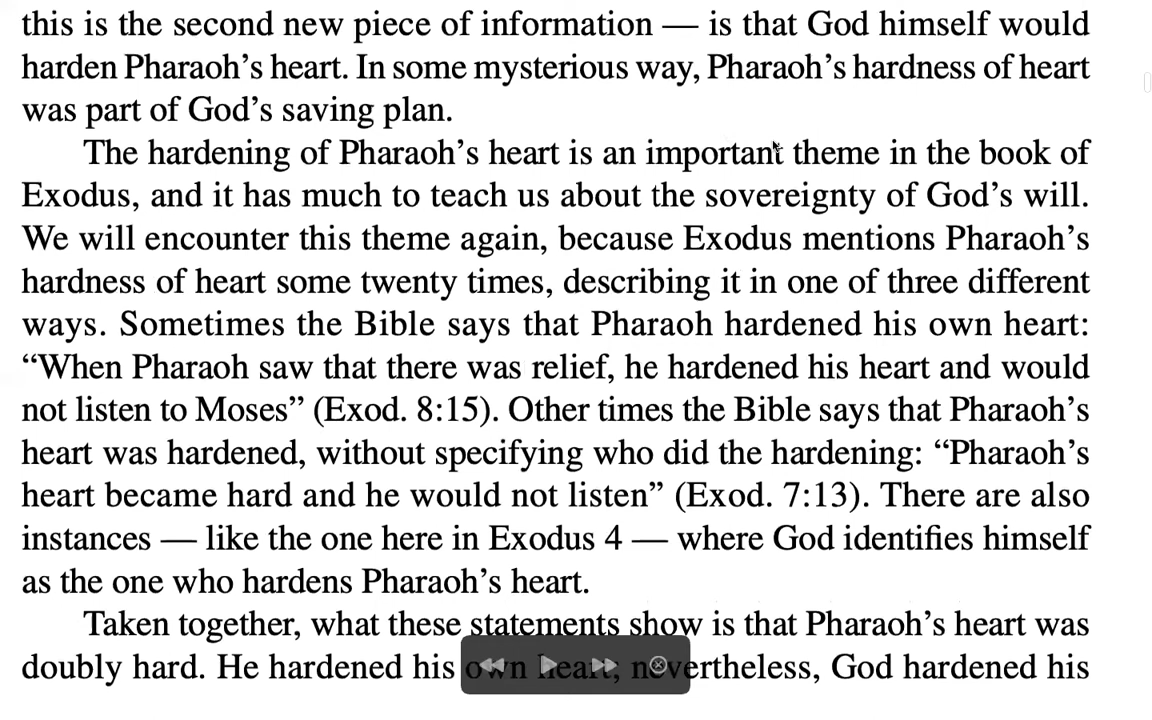 this is the second new piece of information — is that God himself would
harden Pharaoh’s heart. In some mysterious way, Pharaoh’s hardness of heart
was part of God’s saving plan.
The hardening of Pharaoh’s heart is an important theme in the book of
Exodus, and it has much to teach us about the sovereignty of God’s will.
We will encounter this theme again, because Exodus mentions Pharaoh’s
hardness of heart some twenty times, describing it in one of three different
ways. Sometimes the Bible says that Pharaoh hardened his own heart:
“When Pharaoh saw that there was relief, he hardened his heart and would
not listen to Moses” (Exod. 8:15). Other times the Bible says that Pharaoh’s
heart was hardened, without specifying who did the hardening: “Pharaoh’s
heart became hard and he would not listen” (Exod. 7:13). There are also
instances — like the one here in Exodus 4 — where God identifies himself
as the one who hardens Pharaoh’s heart.
Taken together, what these statements show is that Pharaoh’s heart was
doubly hard. He hardened his own heart; nevertheless, God hardened his